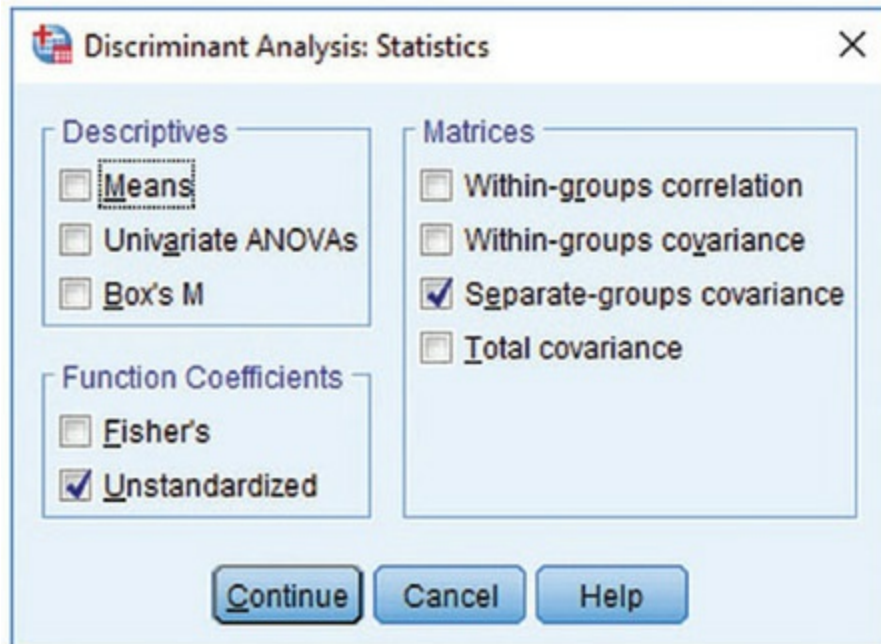 Discriminant Analysis: Statistics
Descriptives
Means
Univariate ANOVAs
Box's M
Function Coefficients
Fisher's
Unstandardized
Matrices
Within-groups correlation
Within-groups covariance
Separate-groups covariance
Total covariance
Continue
Cancel
Help